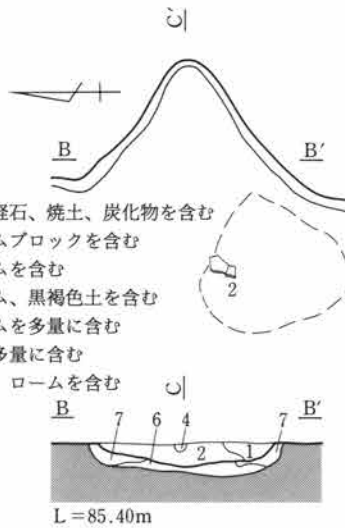 C′
B B′
軽石、焼土、炭化物を含む
ムブロックを含む
ムを含む
2
ム、黒褐色土を含む
ムを多量に含む
多量に含む
ロームを含む
C
B B′
7 6 4 2 1 7
L=85.40m